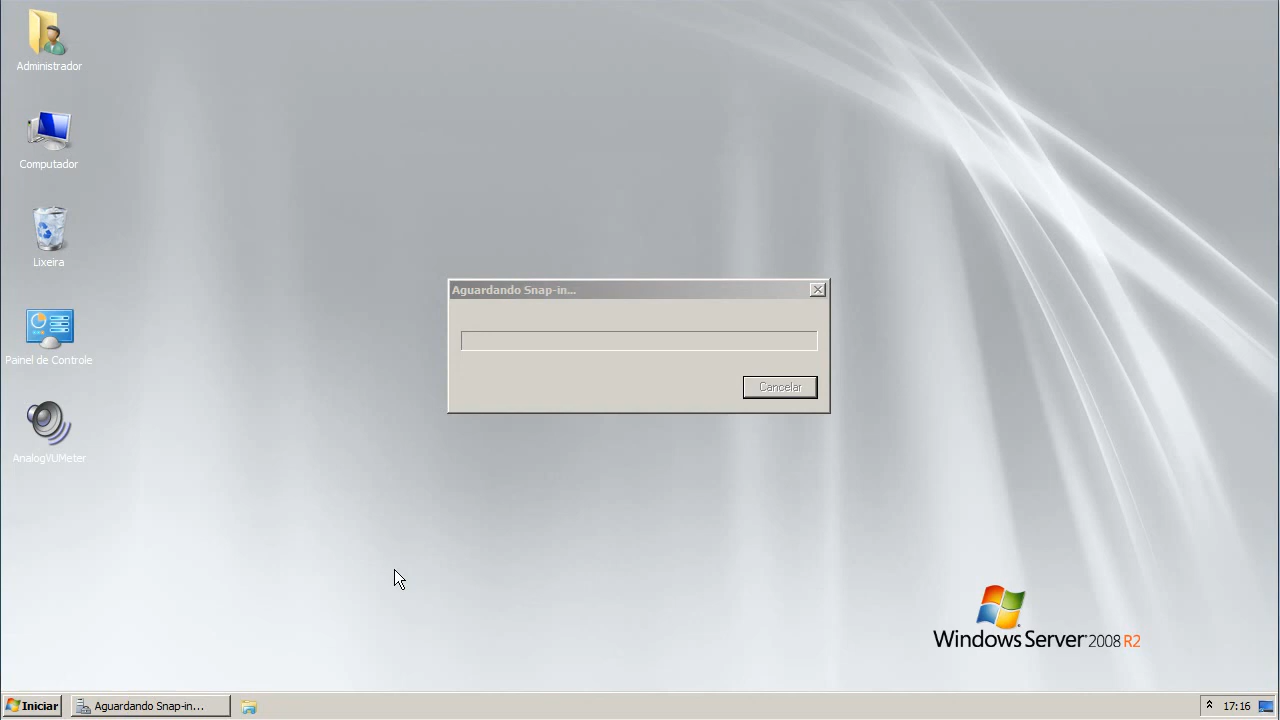 Administrador
Computador
Lixeira
Painel de Controle
AnalogVUMeter
Aguardando Snap-in...
Cancelar
Windows Server 2008 R2
Iniciar
Aguardando Snap-in...
17:16